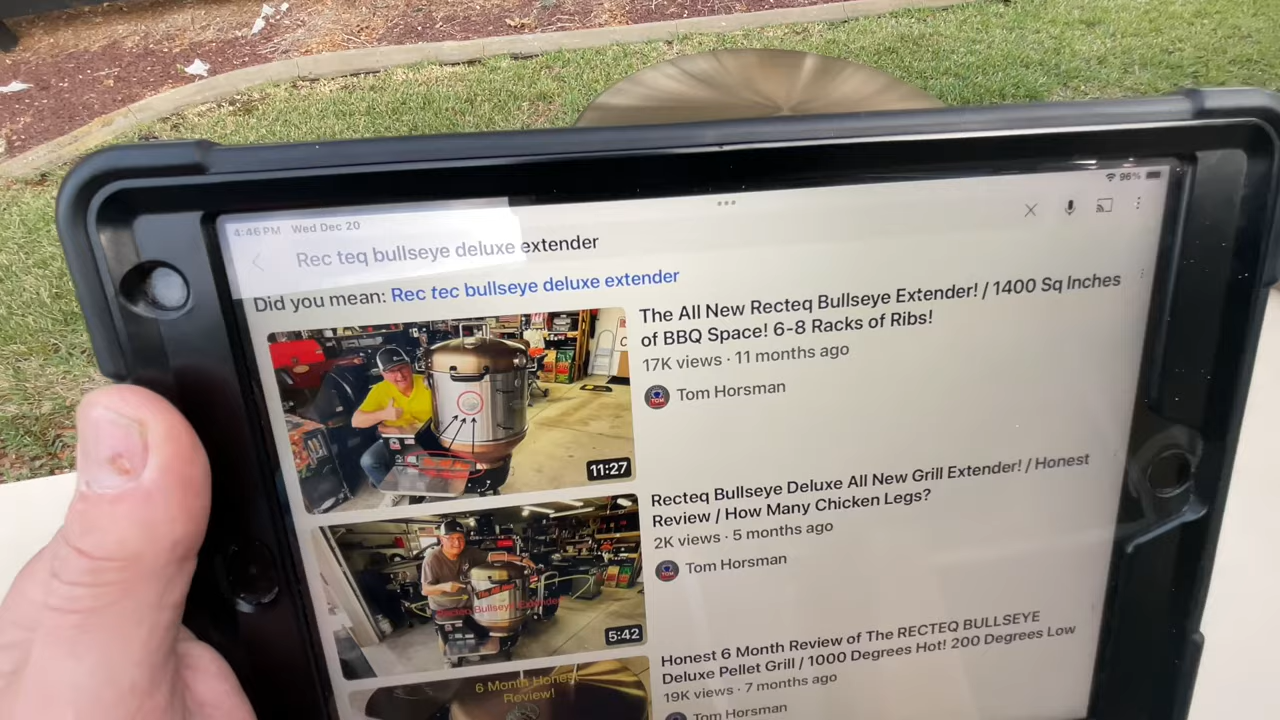 4:46 PM Wed Dec 20
96%
Rec teq bullseye deluxe extender
Did you mean: Rec tec bullseye deluxe extender
The All New Recteq Bullseye Extender! / 1400 Sq Inches
of BBQ Space! 6-8 Racks of Ribs!
17K views · 11 months ago
TOM
Tom Horsman
11:27
Recteq Bullseye Deluxe All New Grill Extender! / Honest
Review / How Many Chicken Legs?
2K views · 5 months ago
Tom Horsman
Recteq Bullseye Extender
5:42
Honest 6 Month Review of The RECTEQ BULLSEYE
Deluxe Pellet Grill / 1000 Degrees Hot! 200 Degrees Low
19K views · 7 months ago
Tom Horsman
6 Month Honest
Review!